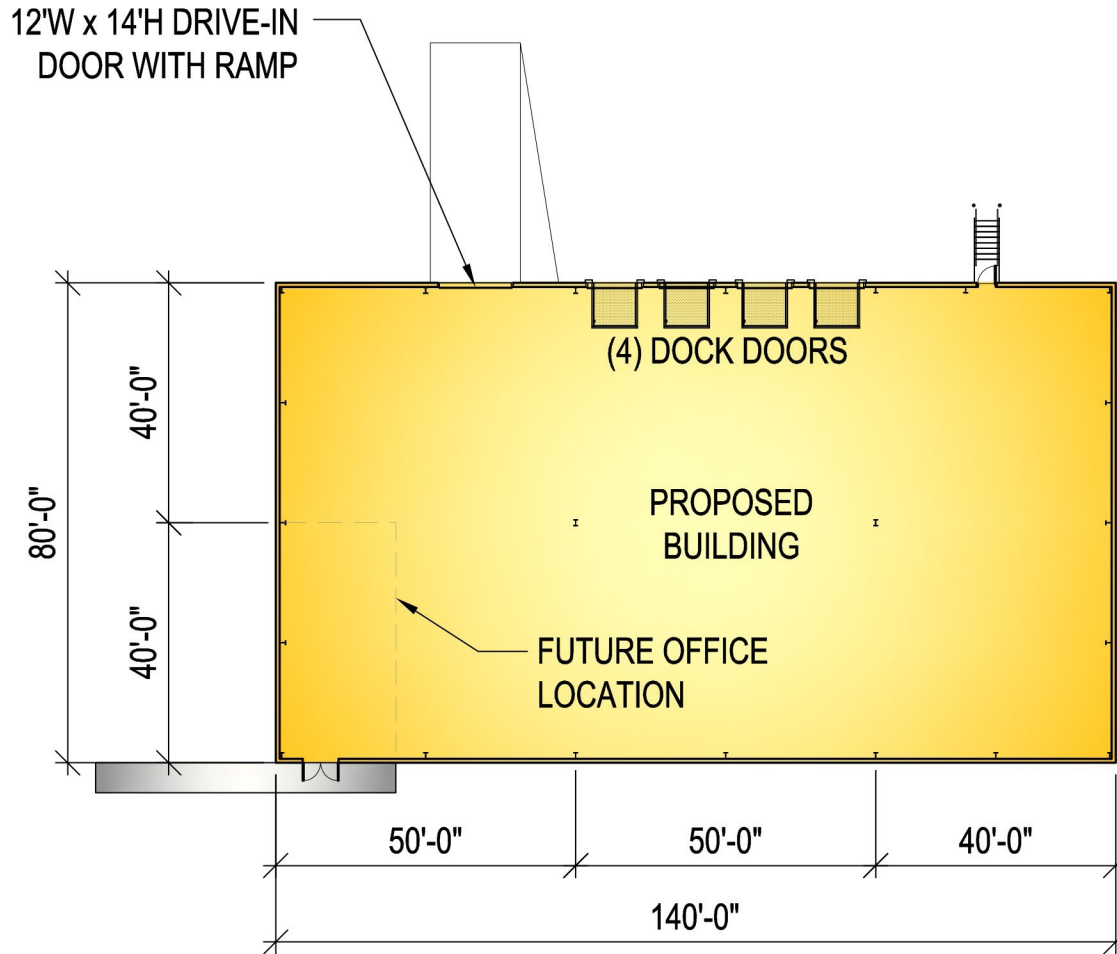 12'W x 14'H DRIVE-IN
DOOR WITH RAMP
(4) DOCK DOORS
40'-0"
80'-0"
PROPOSED
BUILDING
40'-0"
FUTURE OFFICE
LOCATION
50'-0"
50'-0"
40'-0"
140'-0"